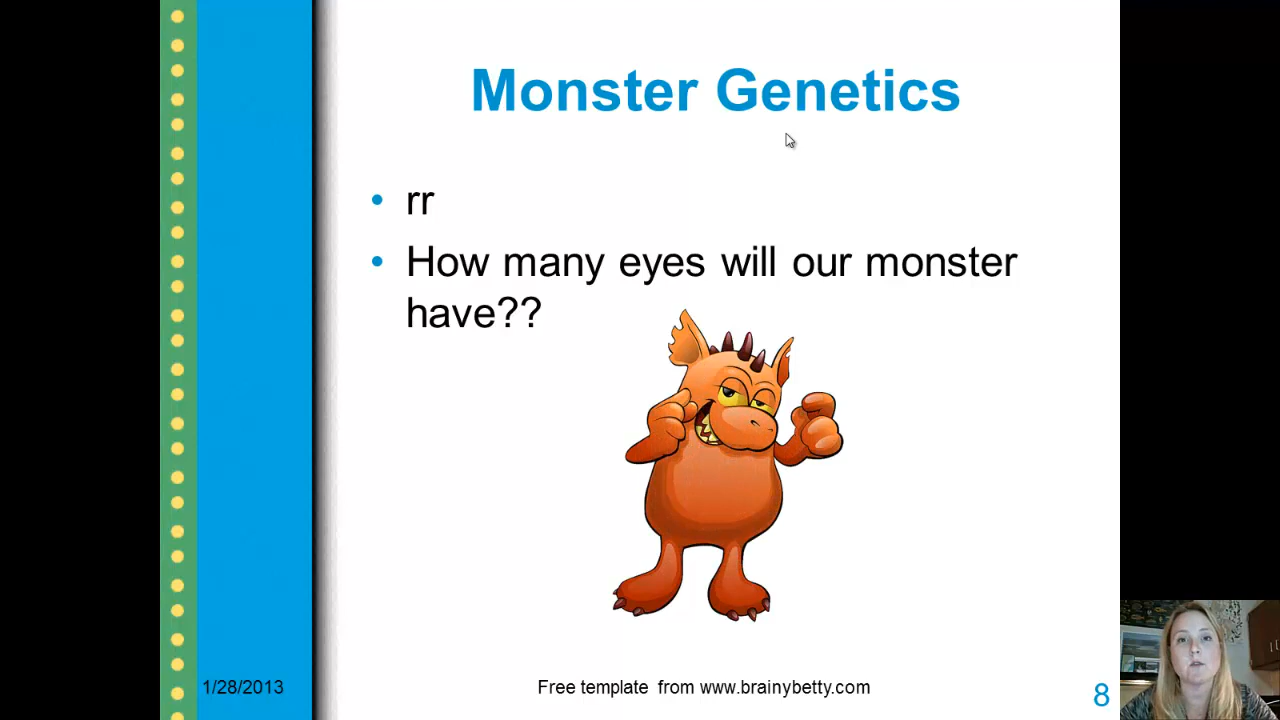 Monster Genetics
• rr
• How many eyes will our monster
have??
1/28/2013
Free template from www.brainybetty.com
8